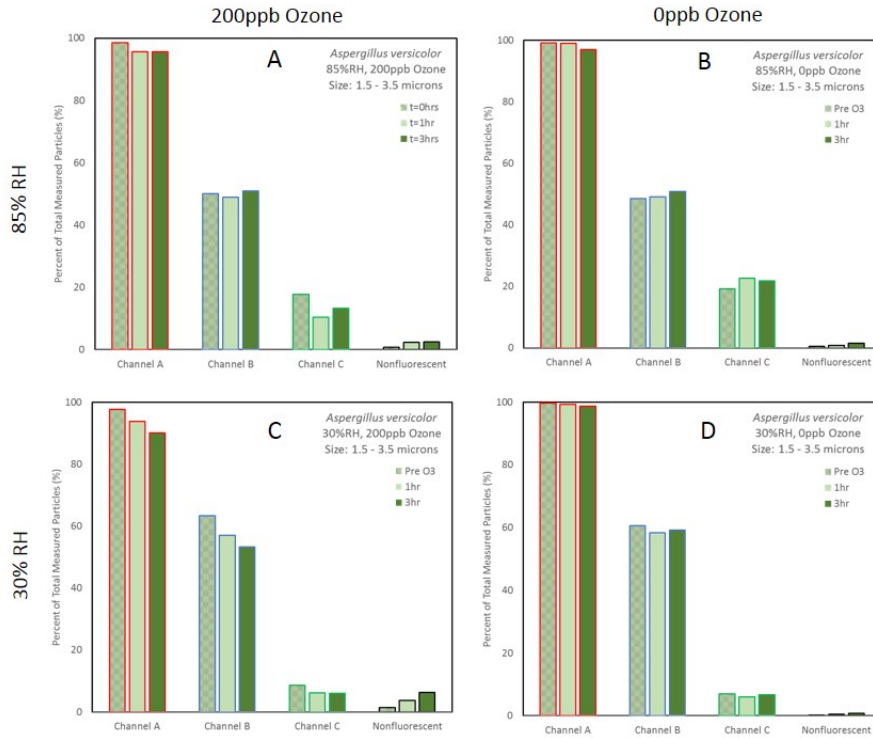 200ppb Ozone
0ppb Ozone
85% RH
30% RH
A
Aspergillus versicolor
85%RH, 200ppb Ozone
Size: 1.5 - 3.5 microns
t=0hrs
t=1hr
t=3hrs
Percent of Total Measured Particles (%)
100
80
60
40
20
0
Channel A
Channel B
Channel C
Nonfluorescent
B
Aspergillus versicolor
85%RH, 0ppb Ozone
Size: 1.5 - 3.5 microns
Pre O3
1hr
3hr
Percent of Total Measured Particles (%)
100
80
60
40
20
0
Channel A
Channel B
Channel C
Nonfluorescent
C
Aspergillus versicolor
30%RH, 200ppb Ozone
Size: 1.5 - 3.5 microns
Pre O3
1hr
3hr
Percent of Total Measured Particles (%)
100
80
60
40
20
0
Channel A
Channel B
Channel C
Nonfluorescent
D
Aspergillus versicolor
30%RH, 0ppb Ozone
Size: 1.5 - 3.5 microns
Pre O3
1hr
3hr
Percent of Total Measured Particles (%)
100
80
60
40
20
0
Channel A
Channel B
Channel C
Nonfluorescent